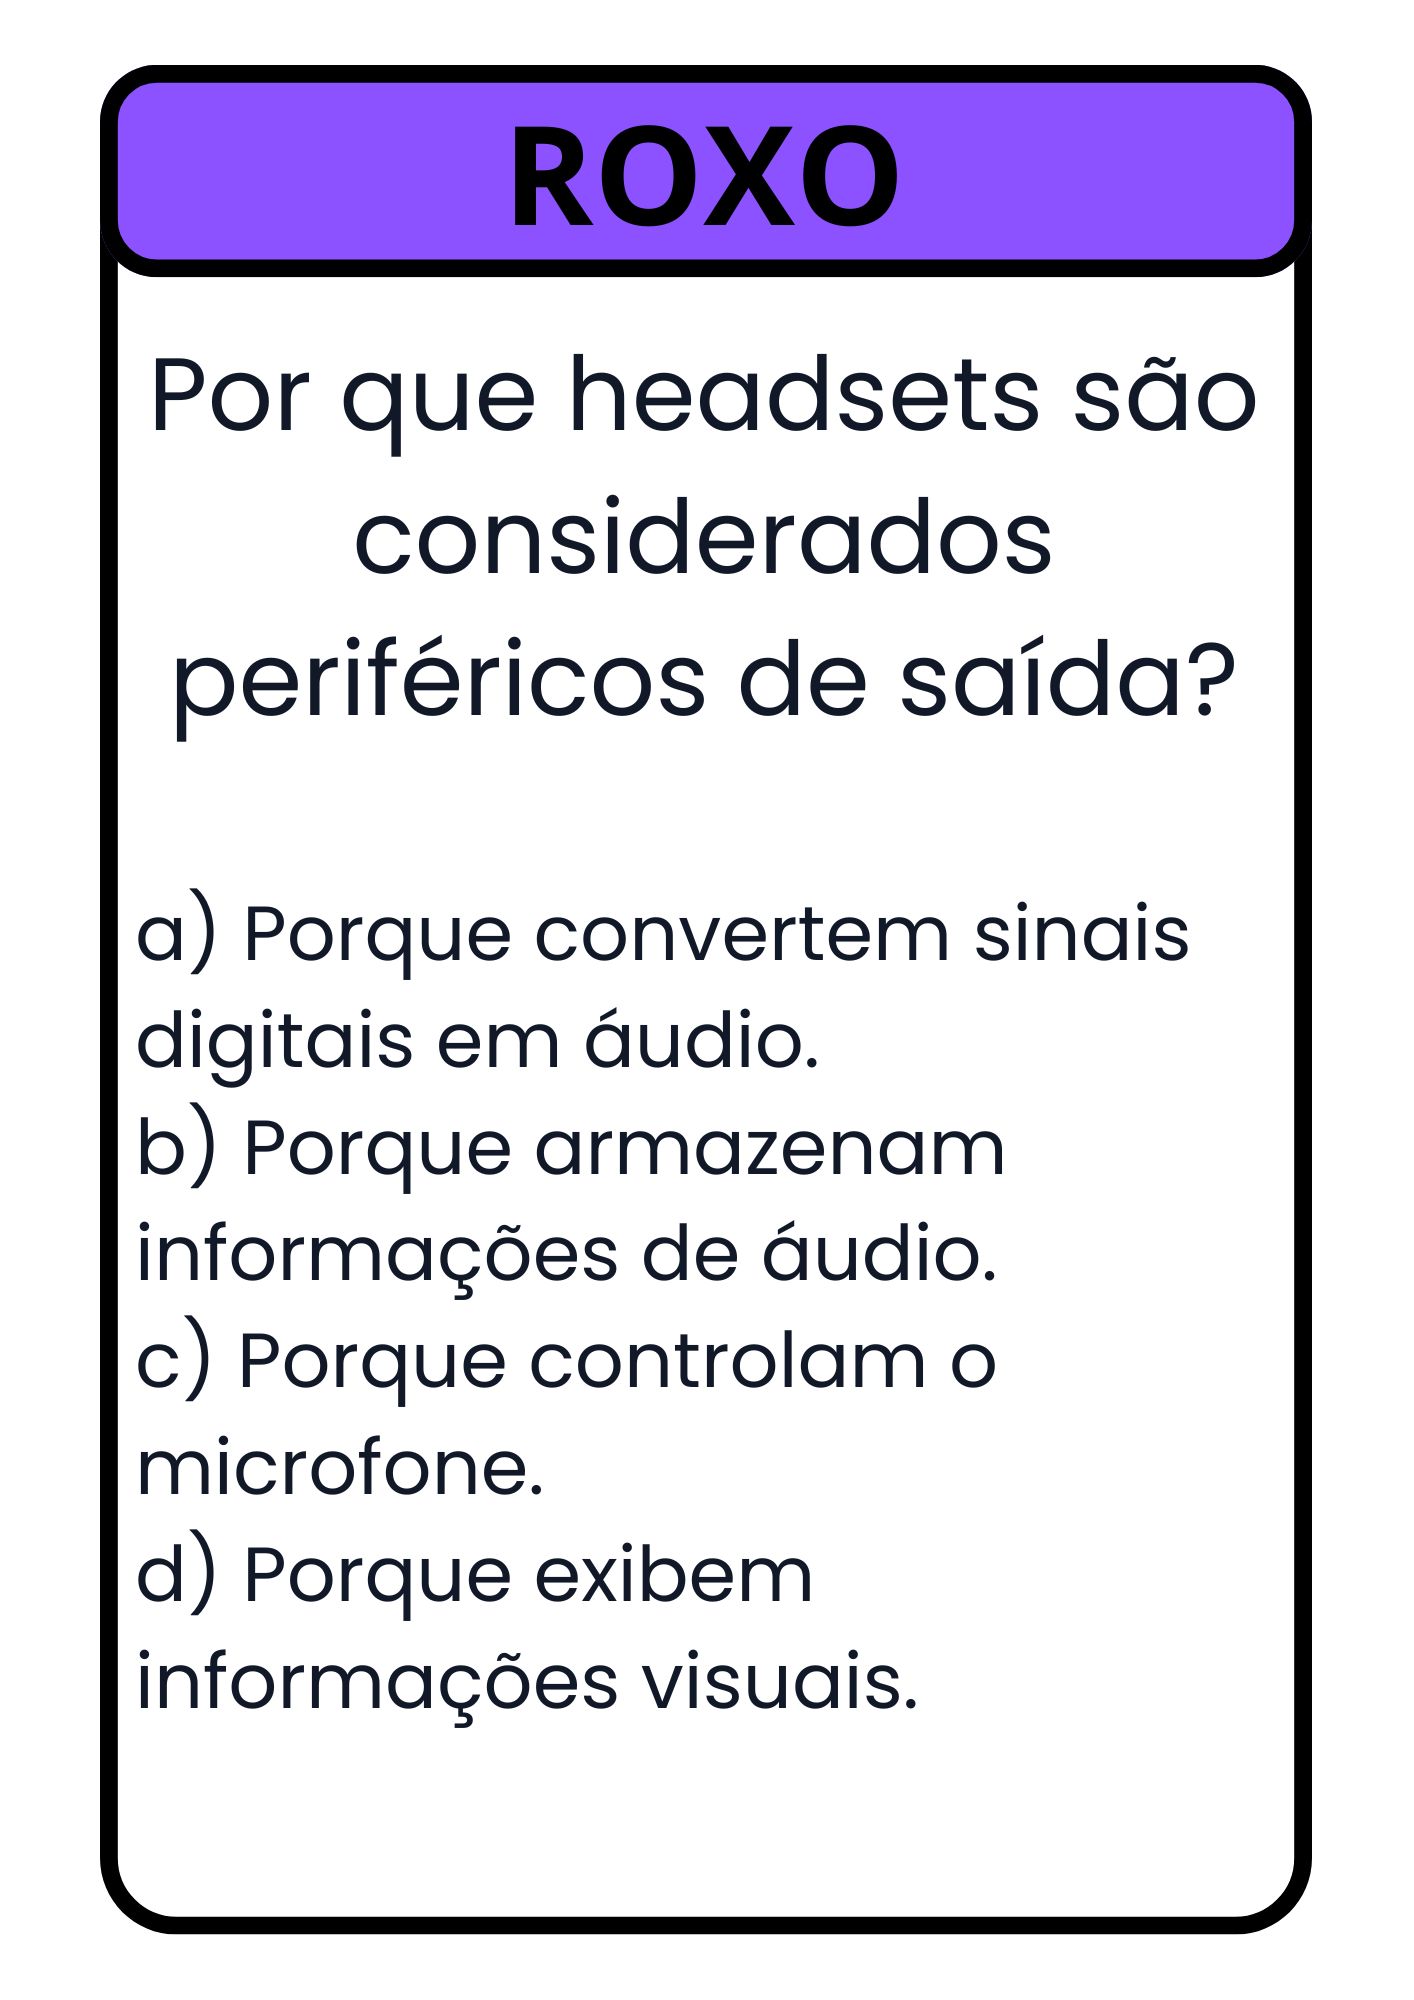 ROXO
Por que headsets são
considerados
periféricos de saída?
a) Porque convertem sinais
digitais em áudio.
b) Porque armazenam
informações de áudio.
c) Porque controlam o
microfone.
d) Porque exibem
informações visuais.